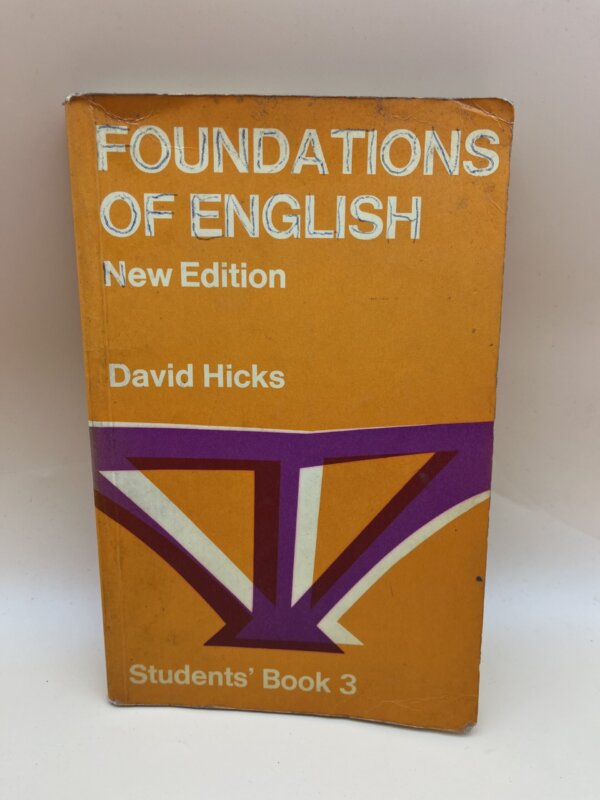 FOUNDATIONS
OF ENGLISH
New Edition
David Hicks
Students' Book 3